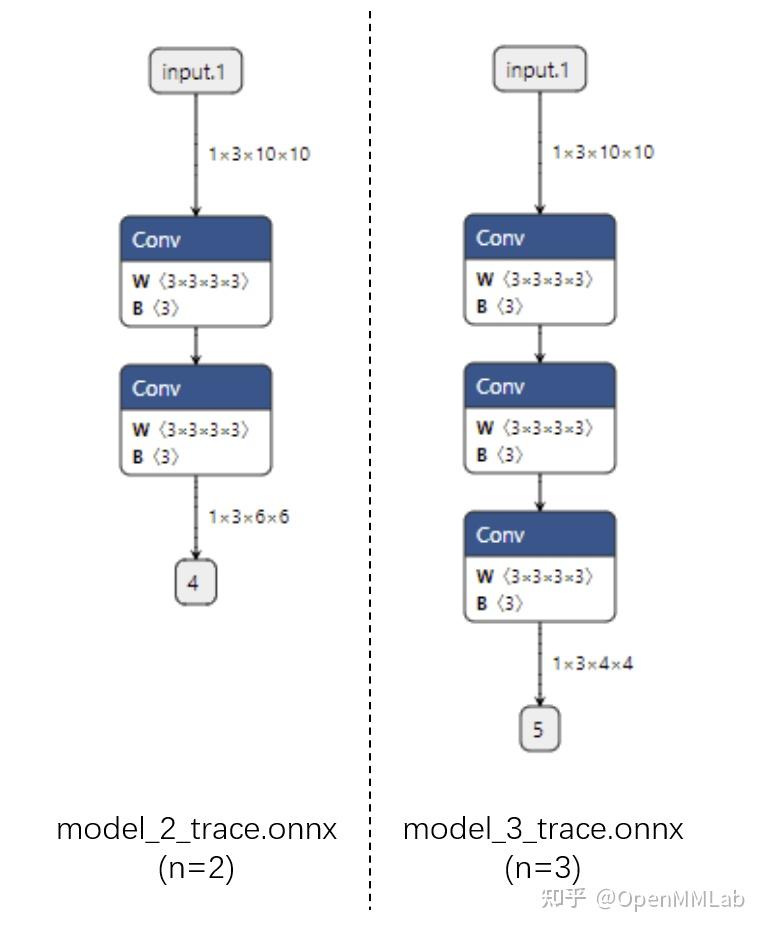 input.1
1×3×10×10
Conv
W ⟨3×3×3×3⟩
B ⟨3⟩
Conv
W ⟨3×3×3×3⟩
B ⟨3⟩
1×3×6×6
4
model_2_trace.onnx
(n=2)
input.1
1×3×10×10
Conv
W ⟨3×3×3×3⟩
B ⟨3⟩
Conv
W ⟨3×3×3×3⟩
B ⟨3⟩
Conv
W ⟨3×3×3×3⟩
B ⟨3⟩
1×3×4×4
5
model_3_trace.onnx
(n=3)
知乎 @OpenMMLab